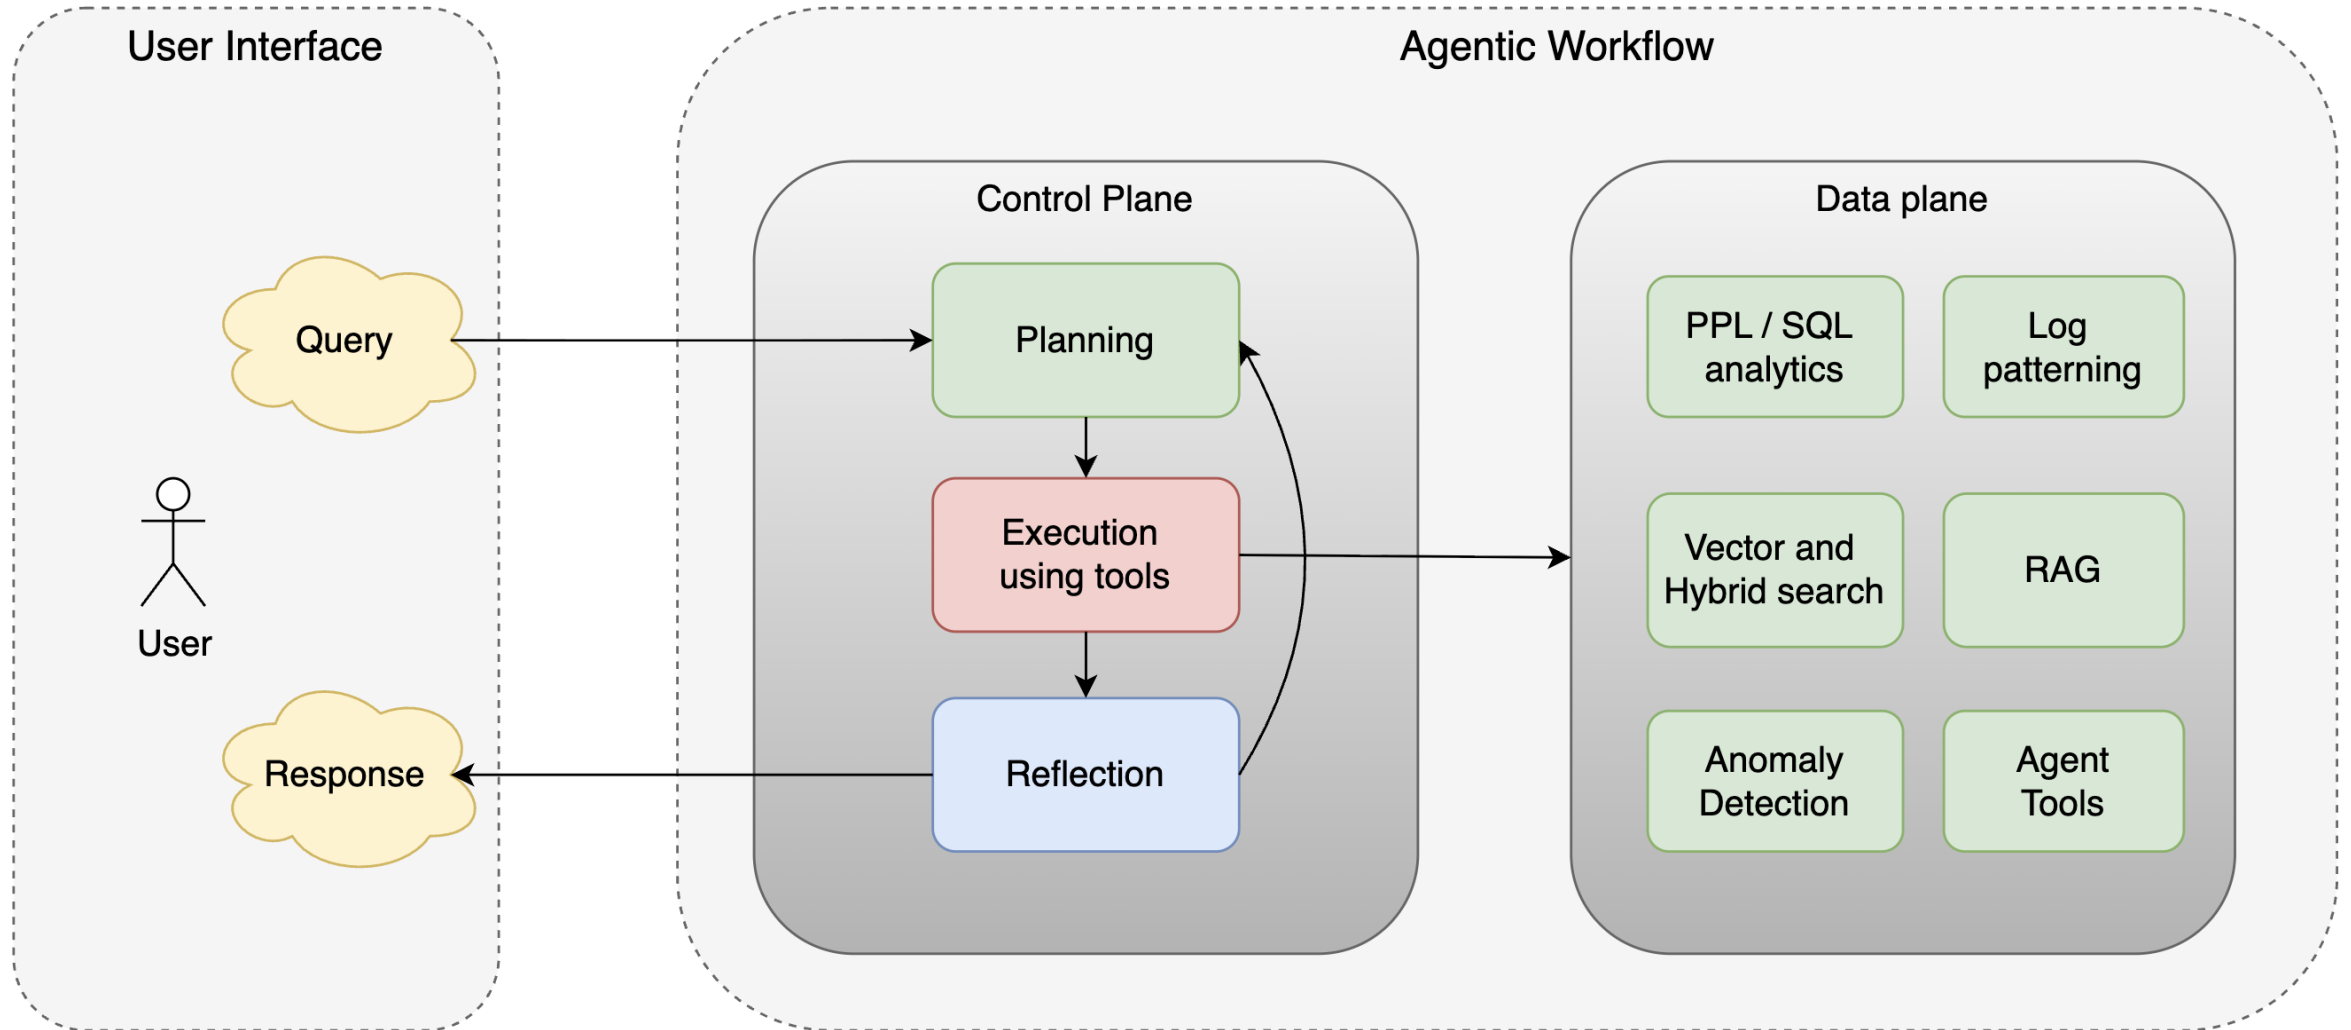 User Interface
Agentic Workflow
Control Plane
Data plane
Query
Planning
PPL / SQL
analytics
Log
patterning
Execution
using tools
Vector and
Hybrid search
RAG
User
Response
Reflection
Anomaly
Detection
Agent
Tools